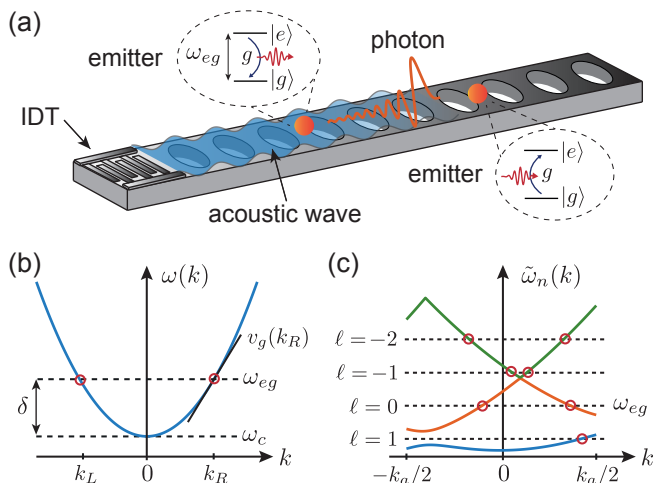 (a)
emitter
ω_eg
g
|e⟩
|g⟩
photon
IDT
acoustic wave
emitter
|e⟩
g
|g⟩
(b)
ω(k)
v_g(k_R)
ω_eg
δ
ω_c
k_L
0
k_R
k
(c)
ω̃_n(k)
ℓ = −2
ℓ = −1
ℓ = 0
ω_eg
ℓ = 1
−k_a/2
0
k_a/2
k